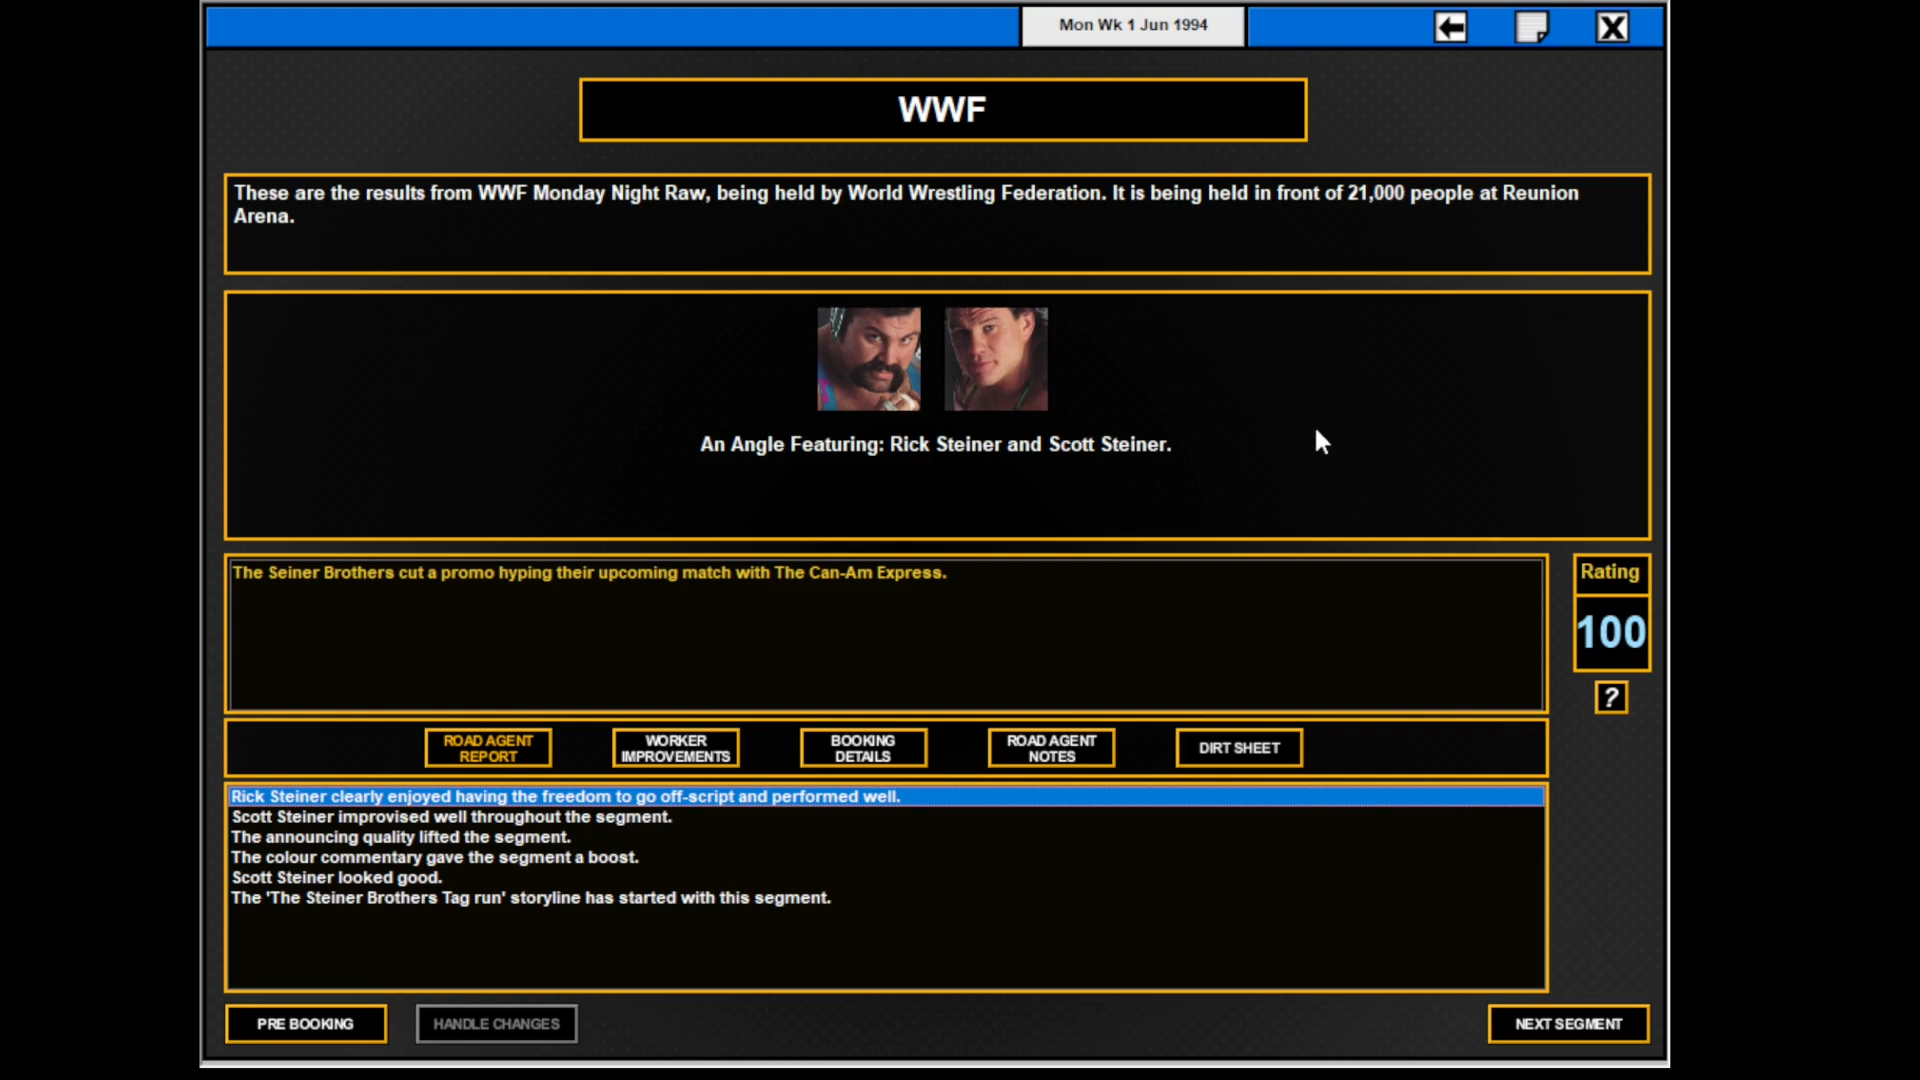 Mon Wk 1 Jun 1994
WWF
These are the results from WWF Monday Night Raw, being held by World Wrestling Federation. It is being held in front of 21,000 people at Reunion
Arena.
An Angle Featuring: Rick Steiner and Scott Steiner.
The Seiner Brothers cut a promo hyping their upcoming match with The Can-Am Express.
Rating
100
?
ROAD AGENT
REPORT
WORKER
IMPROVEMENTS
BOOKING
DETAILS
ROAD AGENT
NOTES
DIRT SHEET
Rick Steiner clearly enjoyed having the freedom to go off-script and performed well.
Scott Steiner improvised well throughout the segment.
The announcing quality lifted the segment.
The colour commentary gave the segment a boost.
Scott Steiner looked good.
The 'The Steiner Brothers Tag run' storyline has started with this segment.
PRE BOOKING
HANDLE CHANGES
NEXT SEGMENT